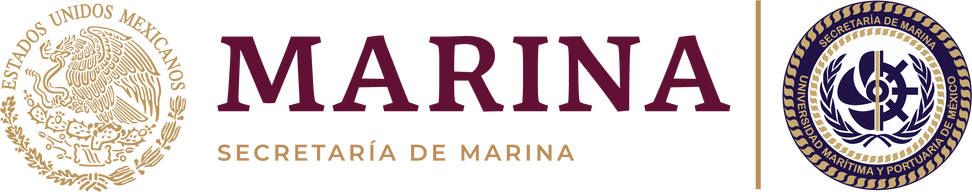 ESTADOS UNIDOS MEXICANOS
MARINA
SECRETARÍA DE MARINA
SECRETARÍA DE MARINA
UNIVERSIDAD MARÍTIMA Y PORTUARIA DE MÉXICO